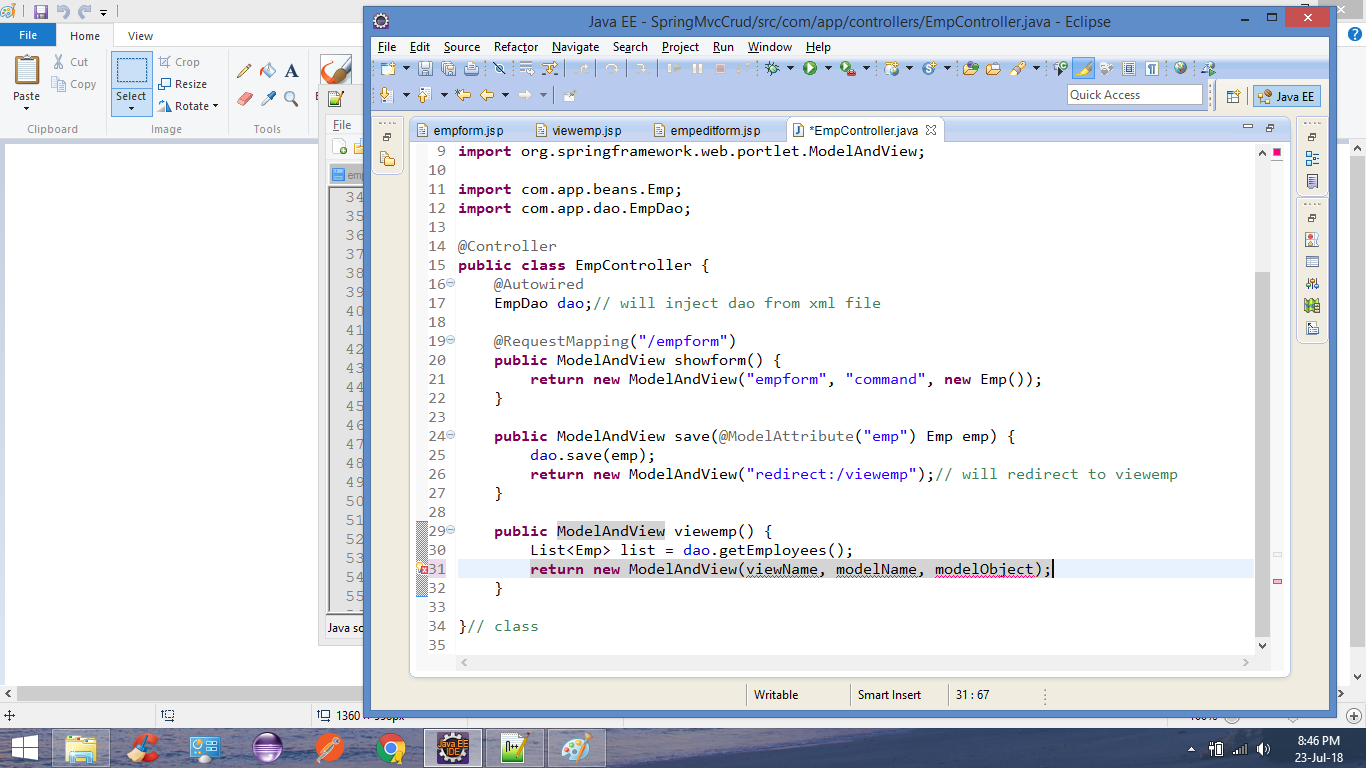 Java EE - SpringMvcCrud/src/com/app/controllers/EmpController.java - Eclipse
File Home View
Paste
Cut
Copy
Clipboard
Select
Crop
Resize
Rotate
Image
Tools
File
File Edit Source Refactor Navigate Search Project Run Window Help
Quick Access
Java EE
empform.jsp viewemp.jsp empeditform.jsp *EmpController.java
9 import org.springframework.web.portlet.ModelAndView;
10
11 import com.app.beans.Emp;
12 import com.app.dao.EmpDao;
13
14 @Controller
15 public class EmpController {
16 @Autowired
17 EmpDao dao;// will inject dao from xml file
18
19 @RequestMapping("/empform")
20 public ModelAndView showform() {
21 return new ModelAndView("empform", "command", new Emp());
22 }
23
24 public ModelAndView save(@ModelAttribute("emp") Emp emp) {
25 dao.save(emp);
26 return new ModelAndView("redirect:/viewemp");// will redirect to viewemp
27 }
28
29 public ModelAndView viewemp() {
30 List<Emp> list = dao.getEmployees();
31 return new ModelAndView(viewName, modelName, modelObject);
32 }
33
34 }// class
35
34
35
36
37
38
39
40
41
42
43
44
45
46
47
48
49
50
51
52
53
54
55
Java so
Writable Smart Insert 31 : 67
1360
Java EE
IDE
8:46 PM
23-Jul-18